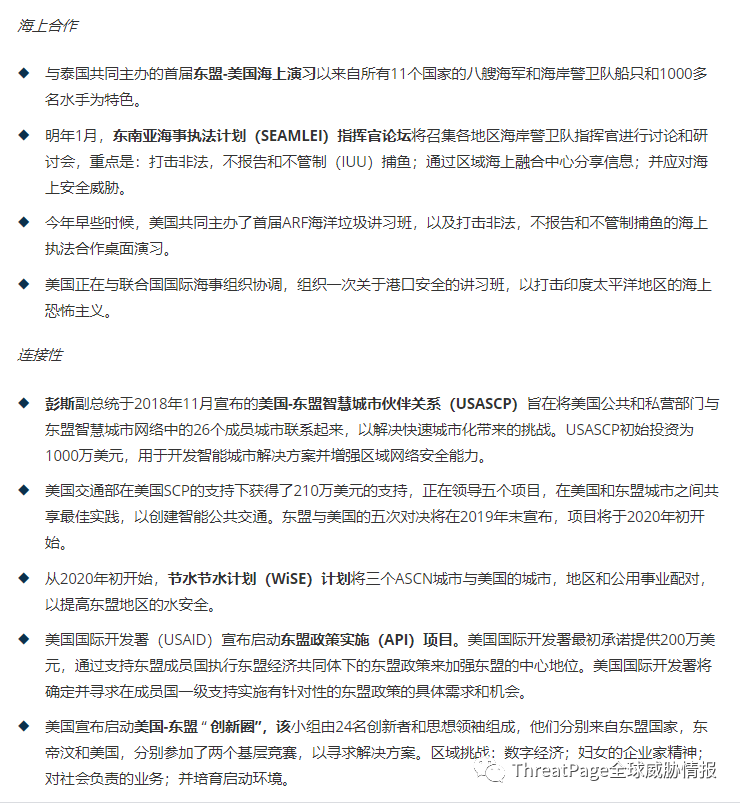 海上合作
◆ 与泰国共同主办的首届东盟-美国海上演习以来自所有11个国家的八艘海军和海岸警卫队船只和1000多
名水手为特色。
◆ 明年1月，东南亚海事执法计划（SEAMLEI）指挥官论坛将召集各地区海岸警卫队指挥官进行讨论和研
讨会，重点是：打击非法，不报告和不管制（IUU）捕鱼；通过区域海上融合中心分享信息；并应对海
上安全威胁。
◆ 今年早些时候，美国共同主办了首届ARF海洋垃圾讲习班，以及打击非法，不报告和不管制捕鱼的海上
执法合作桌面演习。
◆ 美国正在与联合国国际海事组织协调，组织一次关于港口安全的讲习班，以打击印度太平洋地区的海上
恐怖主义。
连接性
◆ 彭斯副总统于2018年11月宣布的美国-东盟智慧城市伙伴关系（USASCP）旨在将美国公共和私营部门与
东盟智慧城市网络中的26个成员城市联系起来，以解决快速城市化带来的挑战。USASCP初始投资为
1000万美元，用于开发智能城市解决方案并增强区域网络安全能力。
◆ 美国交通部在美国SCP的支持下获得了210万美元的支持，正在领导五个项目，在美国和东盟城市之间共
享最佳实践，以创建智能公共交通。东盟与美国的五次对决将在2019年末宣布，项目将于2020年初开
始。
◆ 从2020年初开始，节水节水计划（WiSE）计划将三个ASCN城市与美国的城市，地区和公用事业配对，
以提高东盟地区的水安全。
◆ 美国国际开发署（USAID）宣布启动东盟政策实施（API）项目。美国国际开发署最初承诺提供200万美
元，通过支持东盟成员国执行东盟经济共同体下的东盟政策来加强东盟的中心地位。美国国际开发署将
确定并寻求在成员国一级支持实施有针对性的东盟政策的具体需求和机会。
◆ 美国宣布启动美国-东盟“创新圈”，该小组由24名创新者和思想领袖组成，他们分别来自东盟国家，东
帝汶和美国，分别参加了两个基层竞赛，以寻求解决方案。区域挑战：数字经济；妇女的企业家精神；
对社会负责的业务；并培育启动环境。
ThreatPage全球威胁情报